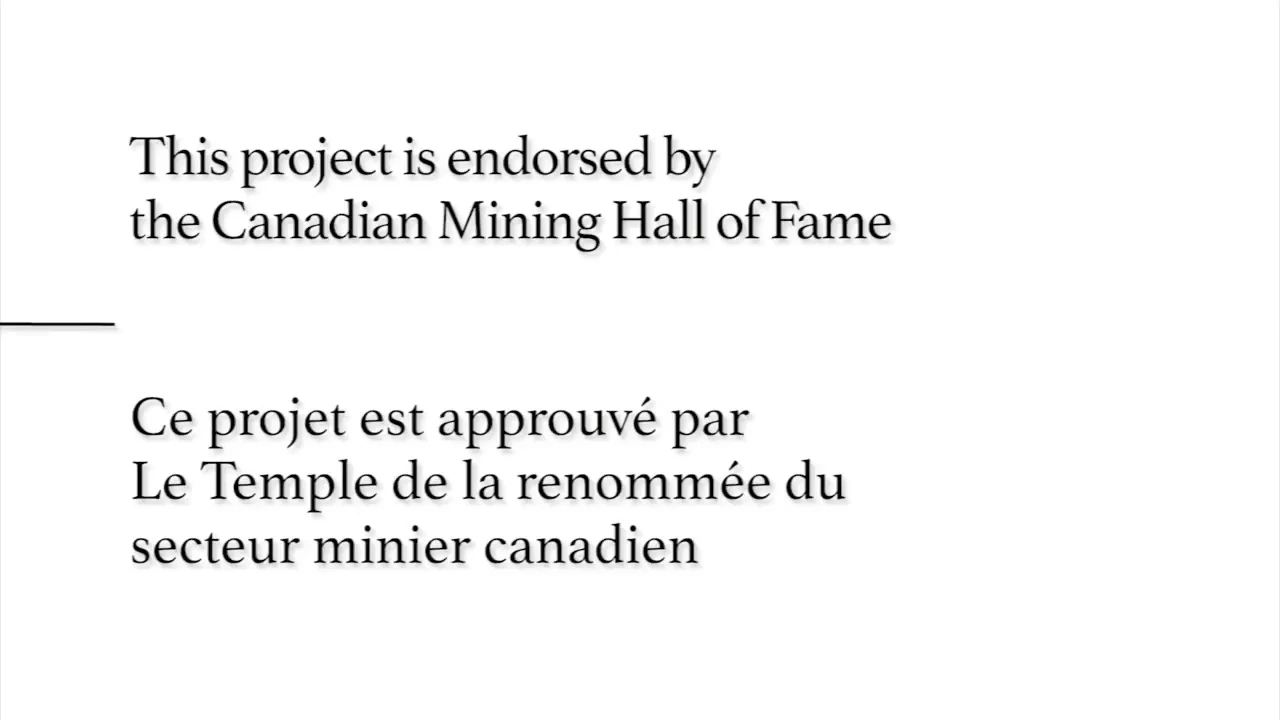 This project is endorsed by
the Canadian Mining Hall of Fame
Ce projet est approuvé par
Le Temple de la renommée du
secteur minier canadien